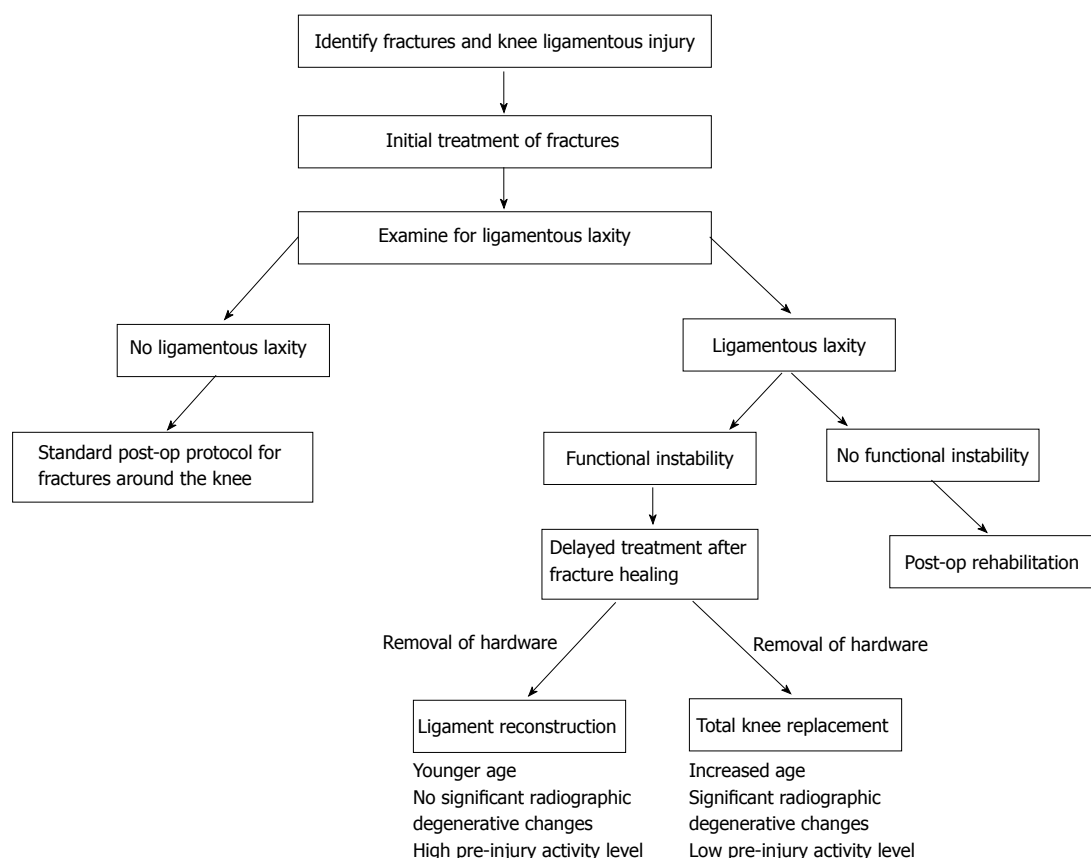 Identify fractures and knee ligamentous injury
Initial treatment of fractures
Examine for ligamentous laxity
No ligamentous laxity
Ligamentous laxity
Standard post-op protocol for
fractures around the knee
Functional instability
No functional instability
Delayed treatment after
fracture healing
Post-op rehabilitation
Removal of hardware
Removal of hardware
Ligament reconstruction
Younger age
No significant radiographic
degenerative changes
High pre-injury activity level
Total knee replacement
Increased age
Significant radiographic
degenerative changes
Low pre-injury activity level